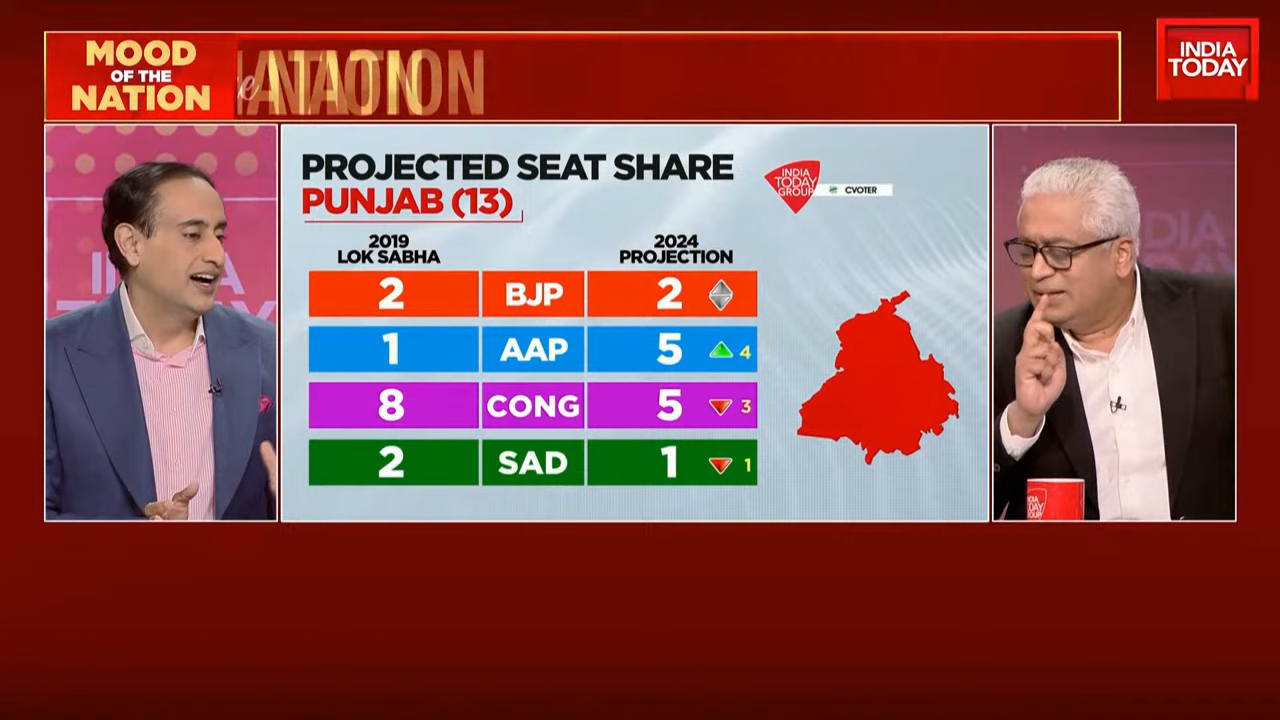 MOOD
OF THE
NATION
INDIA
TODAY
PROJECTED SEAT SHARE
PUNJAB (13)
INDIA
TODAY
GROUP
CVOTER
2019
LOK SABHA
2024
PROJECTION
2 BJP 2
1 AAP 5 4
8 CONG 5 3
2 SAD 1 1